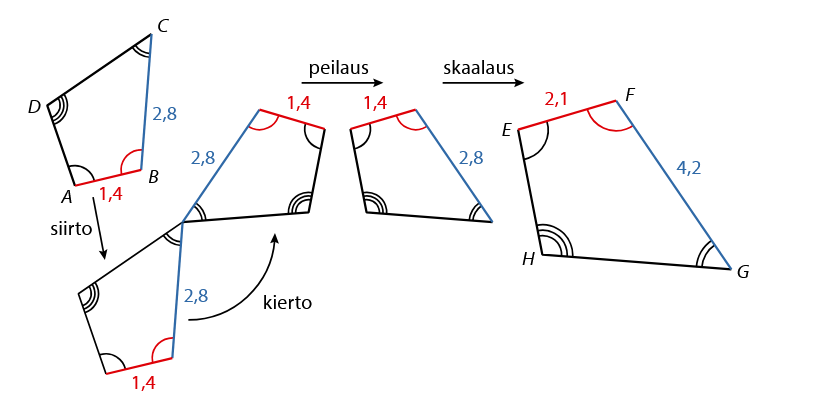 C
D
2,8
B
A
1,4
siirto
2,8
1,4
kierto
2,8
1,4
peilaus
1,4
2,8
skaalaus
2,1
F
E
4,2
H
G